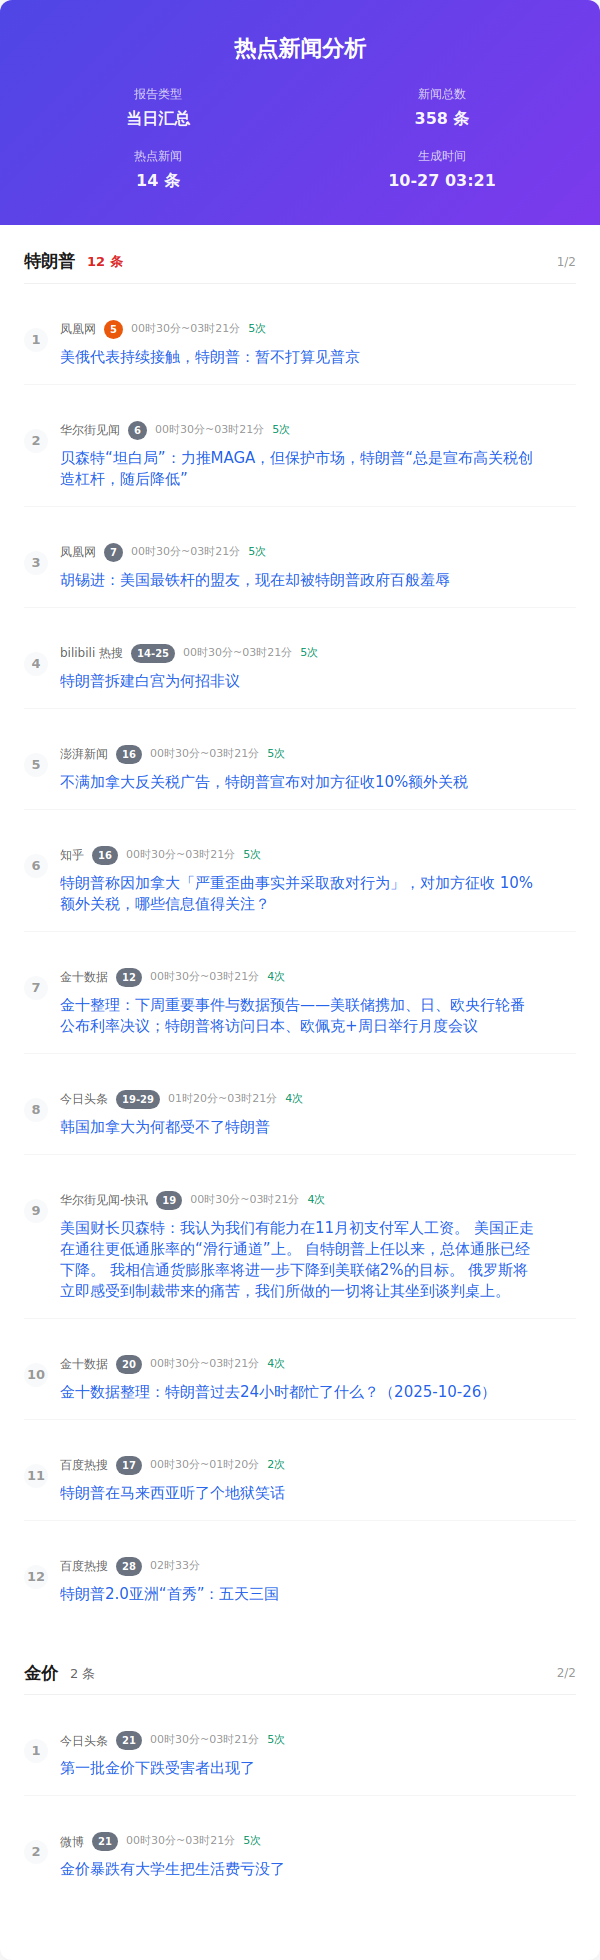 热点新闻分析
报告类型
新闻总数
当日汇总
358 条
热点新闻
生成时间
14 条
10-27 03:21
特朗普 12 条 1/2
1
凤凰网 5 00时30分~03时21分 5次
美俄代表持续接触，特朗普：暂不打算见普京
2
华尔街见闻 6 00时30分~03时21分 5次
贝森特“坦白局”：力推MAGA，但保护市场，特朗普“总是宣布高关税创
造杠杆，随后降低”
3
凤凰网 7 00时30分~03时21分 5次
胡锡进：美国最铁杆的盟友，现在却被特朗普政府百般羞辱
4
bilibili 热搜 14-25 00时30分~03时21分 5次
特朗普拆建白宫为何招非议
5
澎湃新闻 16 00时30分~03时21分 5次
不满加拿大反关税广告，特朗普宣布对加方征收10%额外关税
6
知乎 16 00时30分~03时21分 5次
特朗普称因加拿大「严重歪曲事实并采取敌对行为」，对加方征收 10%
额外关税，哪些信息值得关注？
7
金十数据 12 00时30分~03时21分 4次
金十整理：下周重要事件与数据预告——美联储携加、日、欧央行轮番
公布利率决议；特朗普将访问日本、欧佩克+周日举行月度会议
8
今日头条 19-29 01时20分~03时21分 4次
韩国加拿大为何都受不了特朗普
9
华尔街见闻-快讯 19 00时30分~03时21分 4次
美国财长贝森特：我认为我们有能力在11月初支付军人工资。 美国正走
在通往更低通胀率的“滑行通道”上。 自特朗普上任以来，总体通胀已经
下降。 我相信通货膨胀率将进一步下降到美联储2%的目标。 俄罗斯将
立即感受到制裁带来的痛苦，我们所做的一切将让其坐到谈判桌上。
10
金十数据 20 00时30分~03时21分 4次
金十数据整理：特朗普过去24小时都忙了什么？（2025-10-26）
11
百度热搜 17 00时30分~01时20分 2次
特朗普在马来西亚听了个地狱笑话
12
百度热搜 28 02时33分
特朗普2.0亚洲“首秀”：五天三国
金价 2 条 2/2
1
今日头条 21 00时30分~03时21分 5次
第一批金价下跌受害者出现了
2
微博 21 00时30分~03时21分 5次
金价暴跌有大学生把生活费亏没了